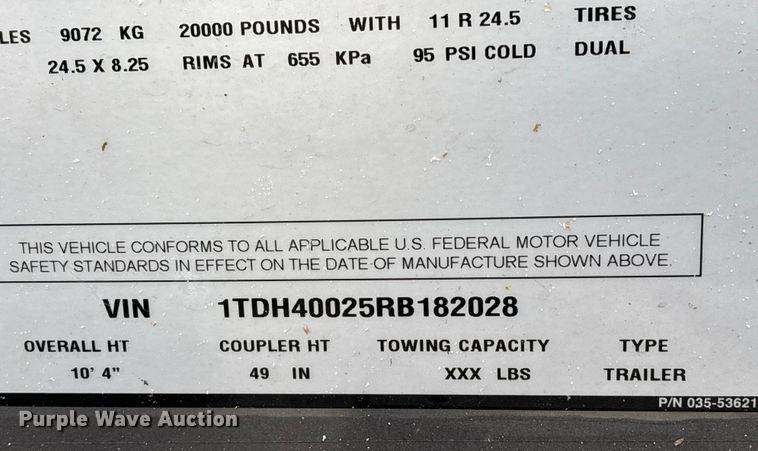 LES 9072 KG 20000 POUNDS WITH 11 R 24.5 TIRES
24.5 X 8.25 RIMS AT 655 KPa 95 PSI COLD DUAL
THIS VEHICLE CONFORMS TO ALL APPLICABLE U.S. FEDERAL MOTOR VEHICLE
SAFETY STANDARDS IN EFFECT ON THE DATE OF MANUFACTURE SHOWN ABOVE.
VIN 1TDH40025RB182028
OVERALL HT COUPLER HT TOWING CAPACITY TYPE
10' 4" 49 IN XXX LBS TRAILER
P/N 035-53621
Purple Wave Auction